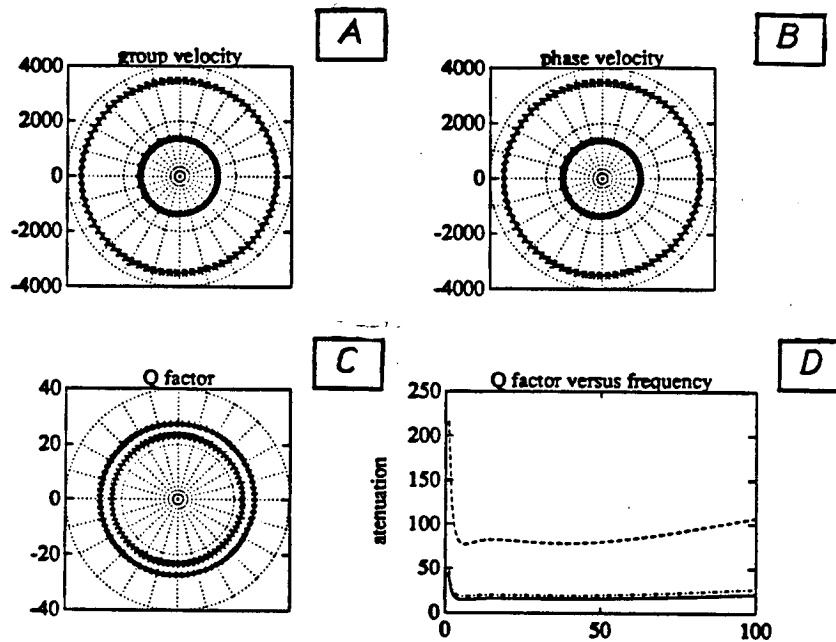 A
group velocity
4000
2000
0
-2000
-4000
B
phase velocity
4000
2000
0
-2000
-4000
C
Q factor
40
20
0
-20
-40
D
Q factor versus frequency
250
200
150
100
50
0
atenuation
0 50 100